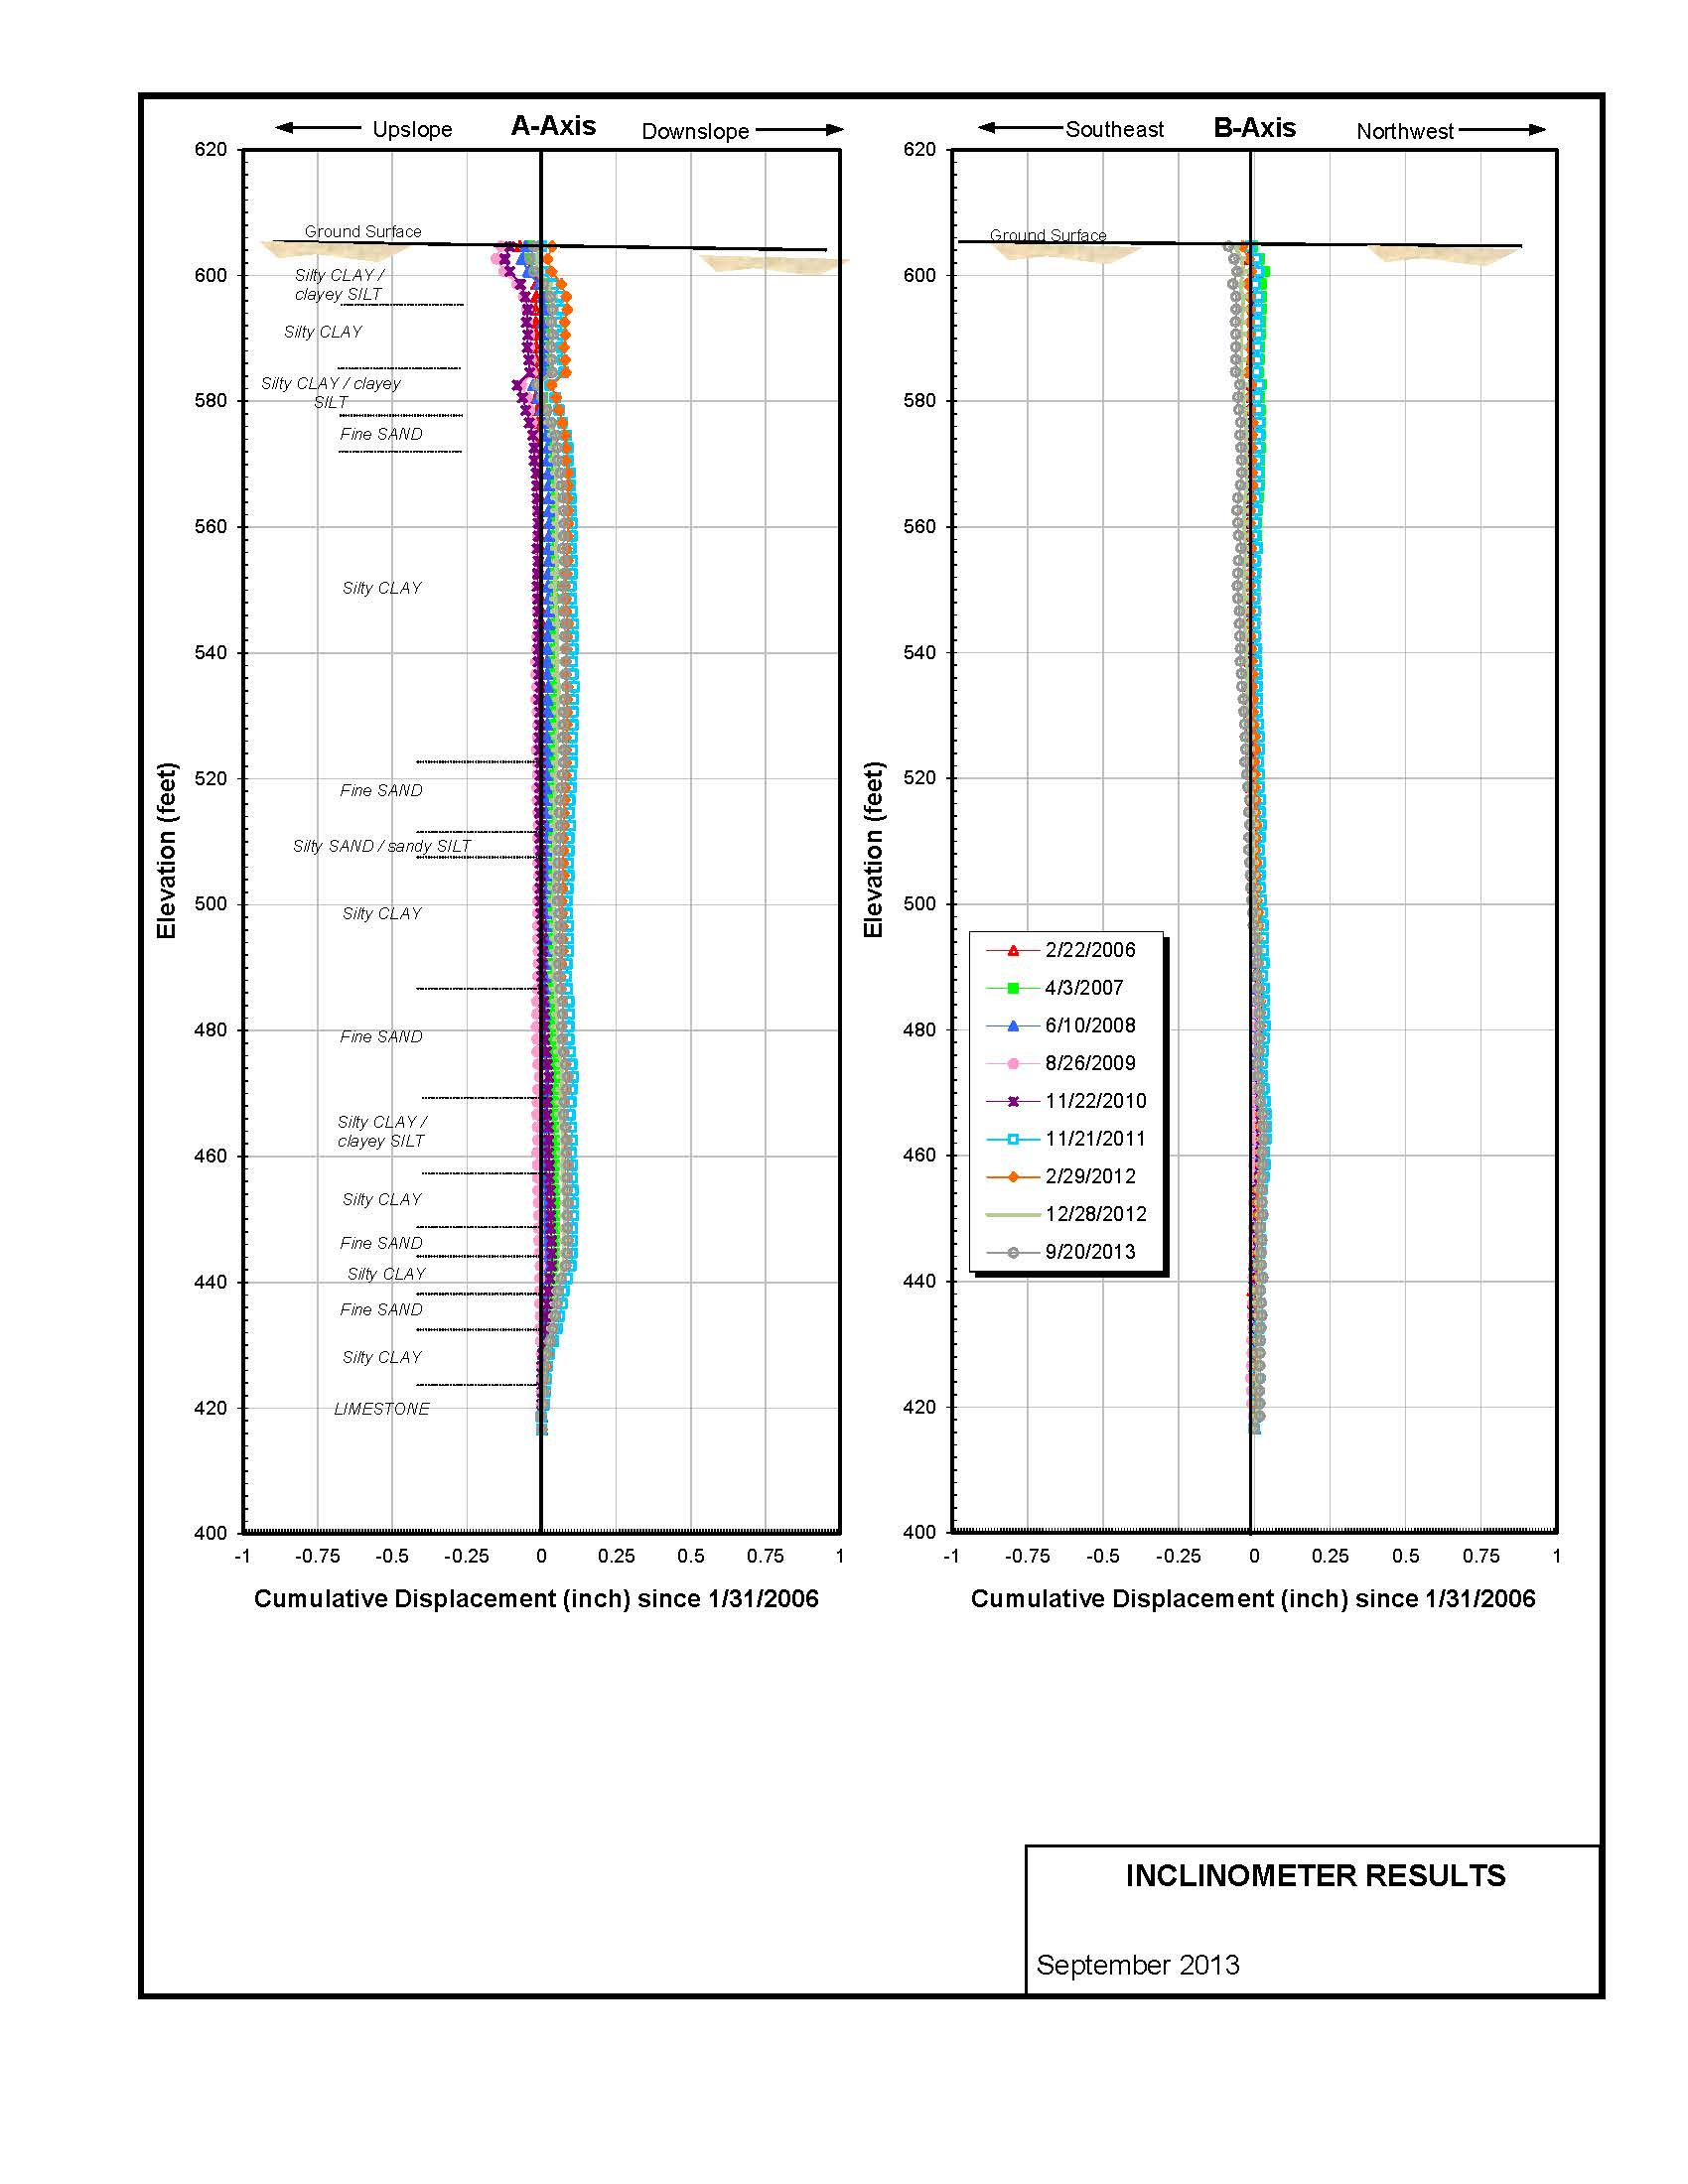 Upslope A-Axis Downslope
620
600
580
560
540
520
500
480
460
440
420
400
Elevation (feet)
Ground Surface
Silty CLAY /
clayey SILT
Silty CLAY
Silty CLAY / clayey
SILT
Fine SAND
Silty CLAY
Fine SAND
Silty SAND / sandy SILT
Silty CLAY
Fine SAND
Silty CLAY /
clayey SILT
Silty CLAY
Fine SAND
Silty CLAY
Fine SAND
Silty CLAY
LIMESTONE
-1 -0.75 -0.5 -0.25 0 0.25 0.5 0.75 1
Cumulative Displacement (inch) since 1/31/2006
Southeast B-Axis Northwest
620
600
580
560
540
520
500
480
460
440
420
400
Elevation (feet)
Ground Surface
2/22/2006
4/3/2007
6/10/2008
8/26/2009
11/22/2010
11/21/2011
2/29/2012
12/28/2012
9/20/2013
-1 -0.75 -0.5 -0.25 0 0.25 0.5 0.75 1
Cumulative Displacement (inch) since 1/31/2006
INCLINOMETER RESULTS
September 2013